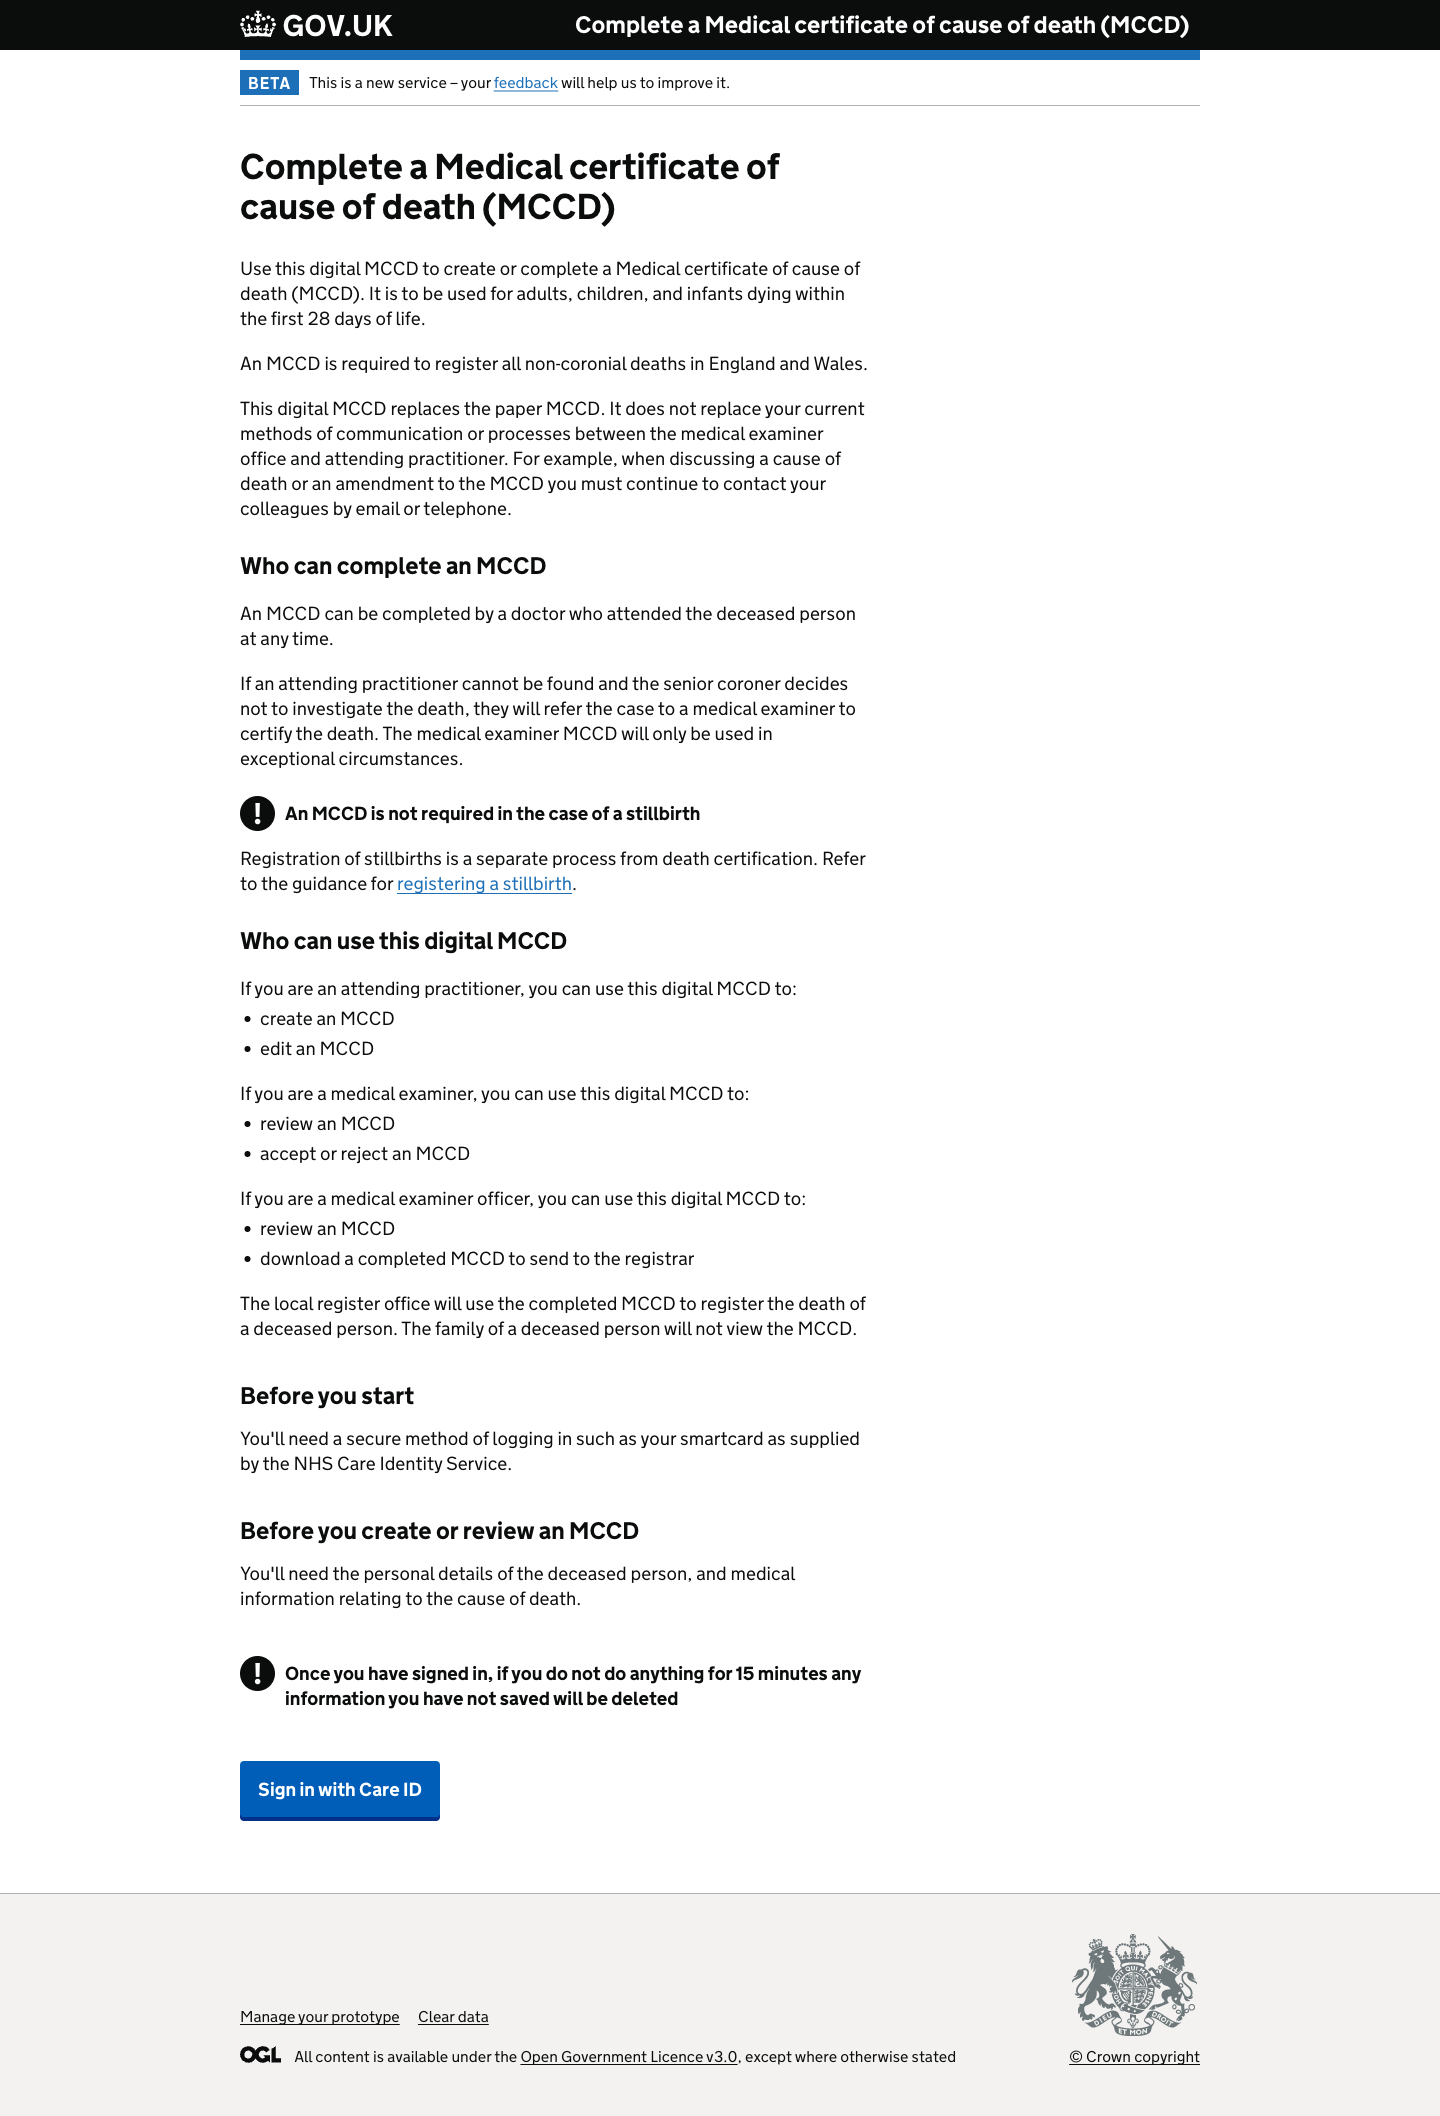 GOV.UK
Complete a Medical certificate of cause of death (MCCD)
BETA
This is a new service – your feedback will help us to improve it.
Complete a Medical certificate of
cause of death (MCCD)
Use this digital MCCD to create or complete a Medical certificate of cause of
death (MCCD). It is to be used for adults, children, and infants dying within
the first 28 days of life.
An MCCD is required to register all non-coronial deaths in England and Wales.
This digital MCCD replaces the paper MCCD. It does not replace your current
methods of communication or processes between the medical examiner
office and attending practitioner. For example, when discussing a cause of
death or an amendment to the MCCD you must continue to contact your
colleagues by email or telephone.
Who can complete an MCCD
An MCCD can be completed by a doctor who attended the deceased person
at any time.
If an attending practitioner cannot be found and the senior coroner decides
not to investigate the death, they will refer the case to a medical examiner to
certify the death. The medical examiner MCCD will only be used in
exceptional circumstances.
! An MCCD is not required in the case of a stillbirth
Registration of stillbirths is a separate process from death certification. Refer
to the guidance for registering a stillbirth.
Who can use this digital MCCD
If you are an attending practitioner, you can use this digital MCCD to:
• create an MCCD
• edit an MCCD
If you are a medical examiner, you can use this digital MCCD to:
• review an MCCD
• accept or reject an MCCD
If you are a medical examiner officer, you can use this digital MCCD to:
• review an MCCD
• download a completed MCCD to send to the registrar
The local register office will use the completed MCCD to register the death of
a deceased person. The family of a deceased person will not view the MCCD.
Before you start
You'll need a secure method of logging in such as your smartcard as supplied
by the NHS Care Identity Service.
Before you create or review an MCCD
You'll need the personal details of the deceased person, and medical
information relating to the cause of death.
! Once you have signed in, if you do not do anything for 15 minutes any
information you have not saved will be deleted
Sign in with Care ID
DIEU ET MON DROIT
Manage your prototype Clear data
OGL All content is available under the Open Government Licence v3.0, except where otherwise stated
© Crown copyright